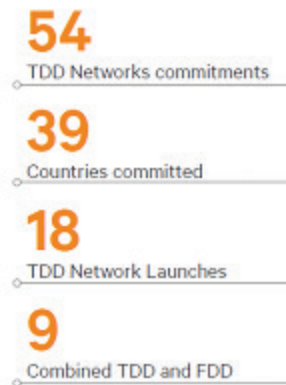 54
TDD Networks commitments
39
Countries committed
18
TDD Network Launches
9
Combined TDD and FDD